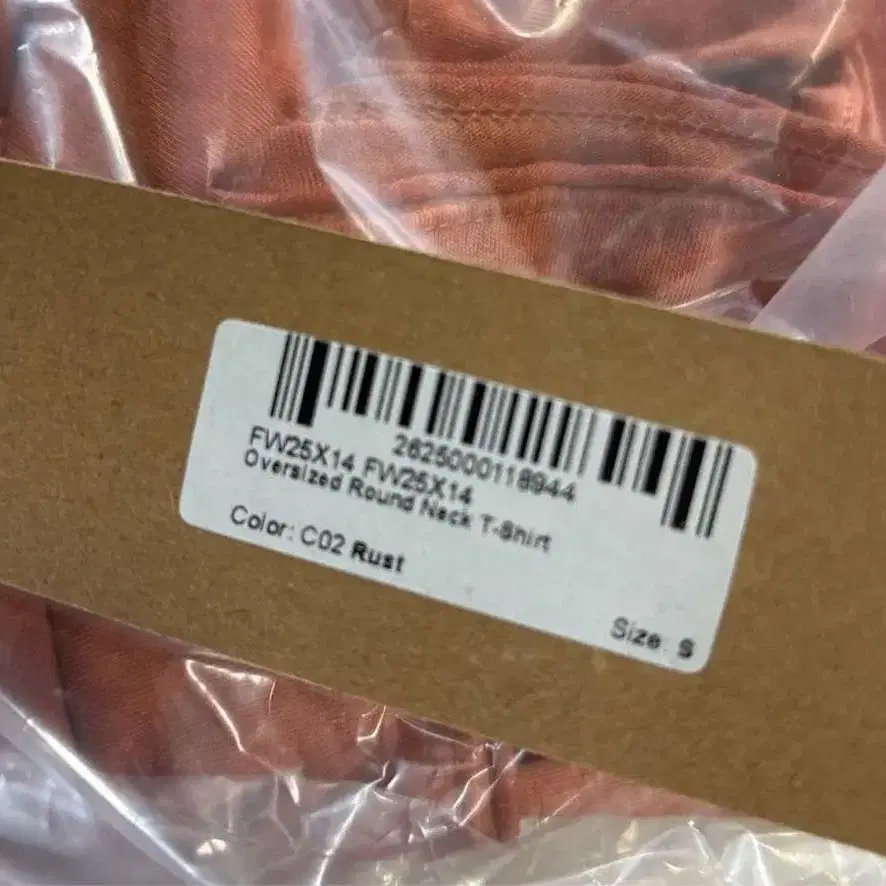 2625000118944
FW25X14 FW25X14
Oversized Round Neck T-Shirt
Color: C02 Rust
Size: S